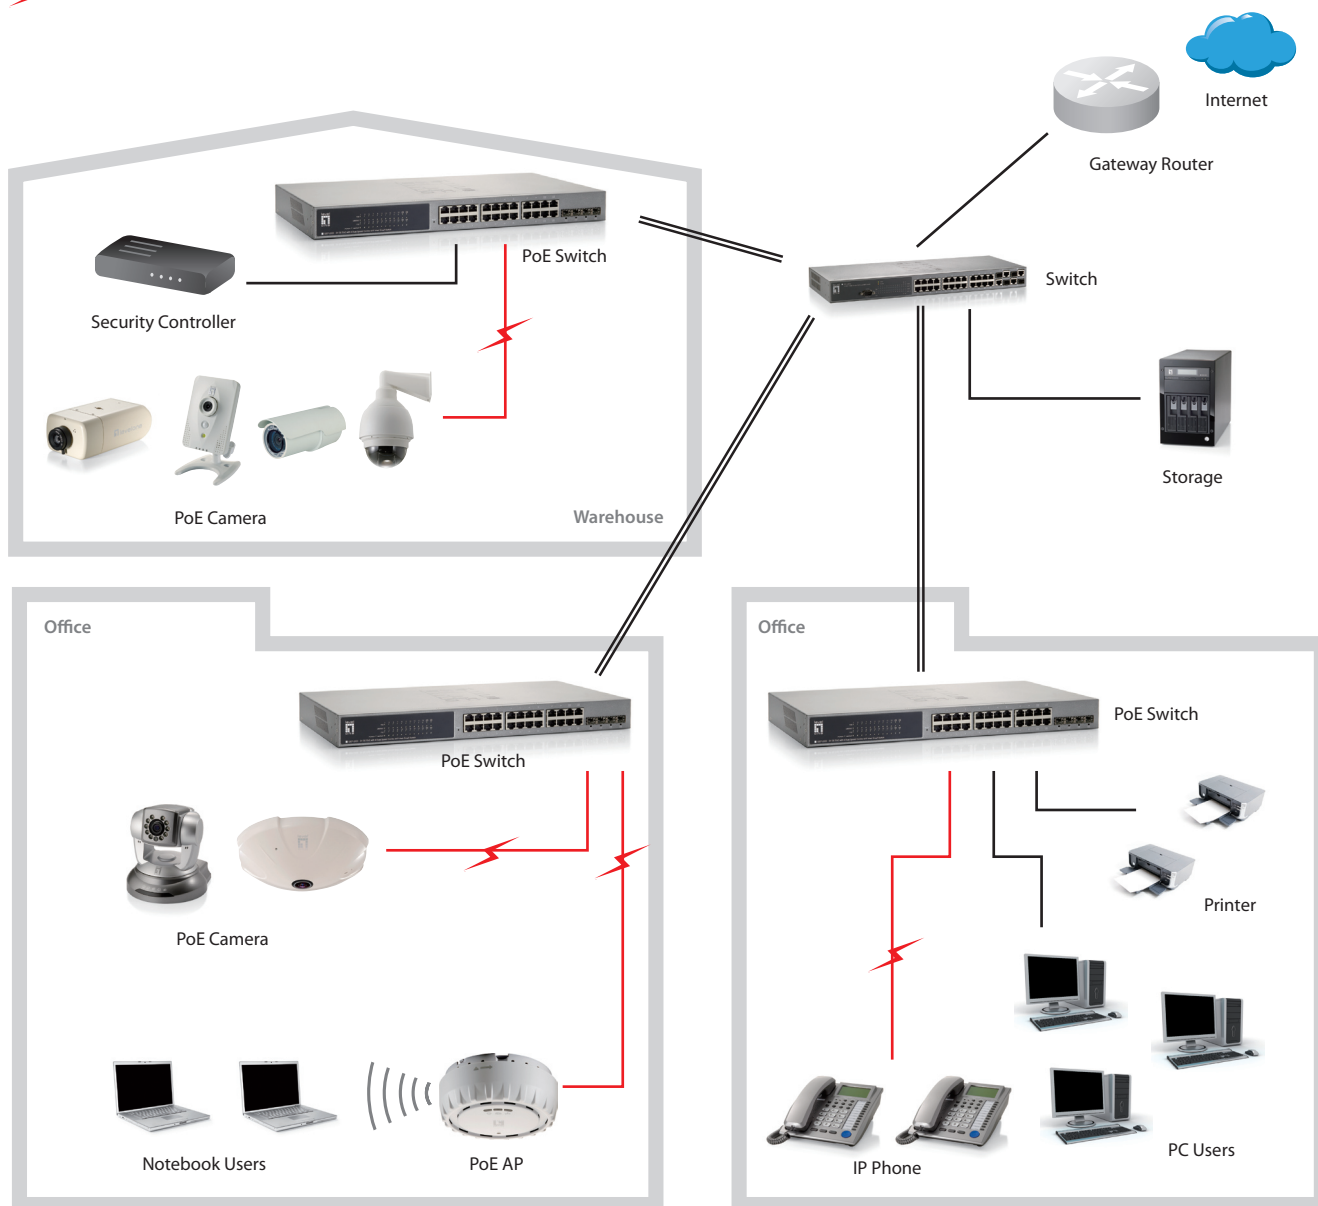 Internet
Gateway Router
PoE Switch
Switch
Security Controller
Storage
PoE Camera
Warehouse
Office
Office
PoE Switch
PoE Switch
PoE Camera
Printer
Notebook Users
PoE AP
IP Phone
PC Users